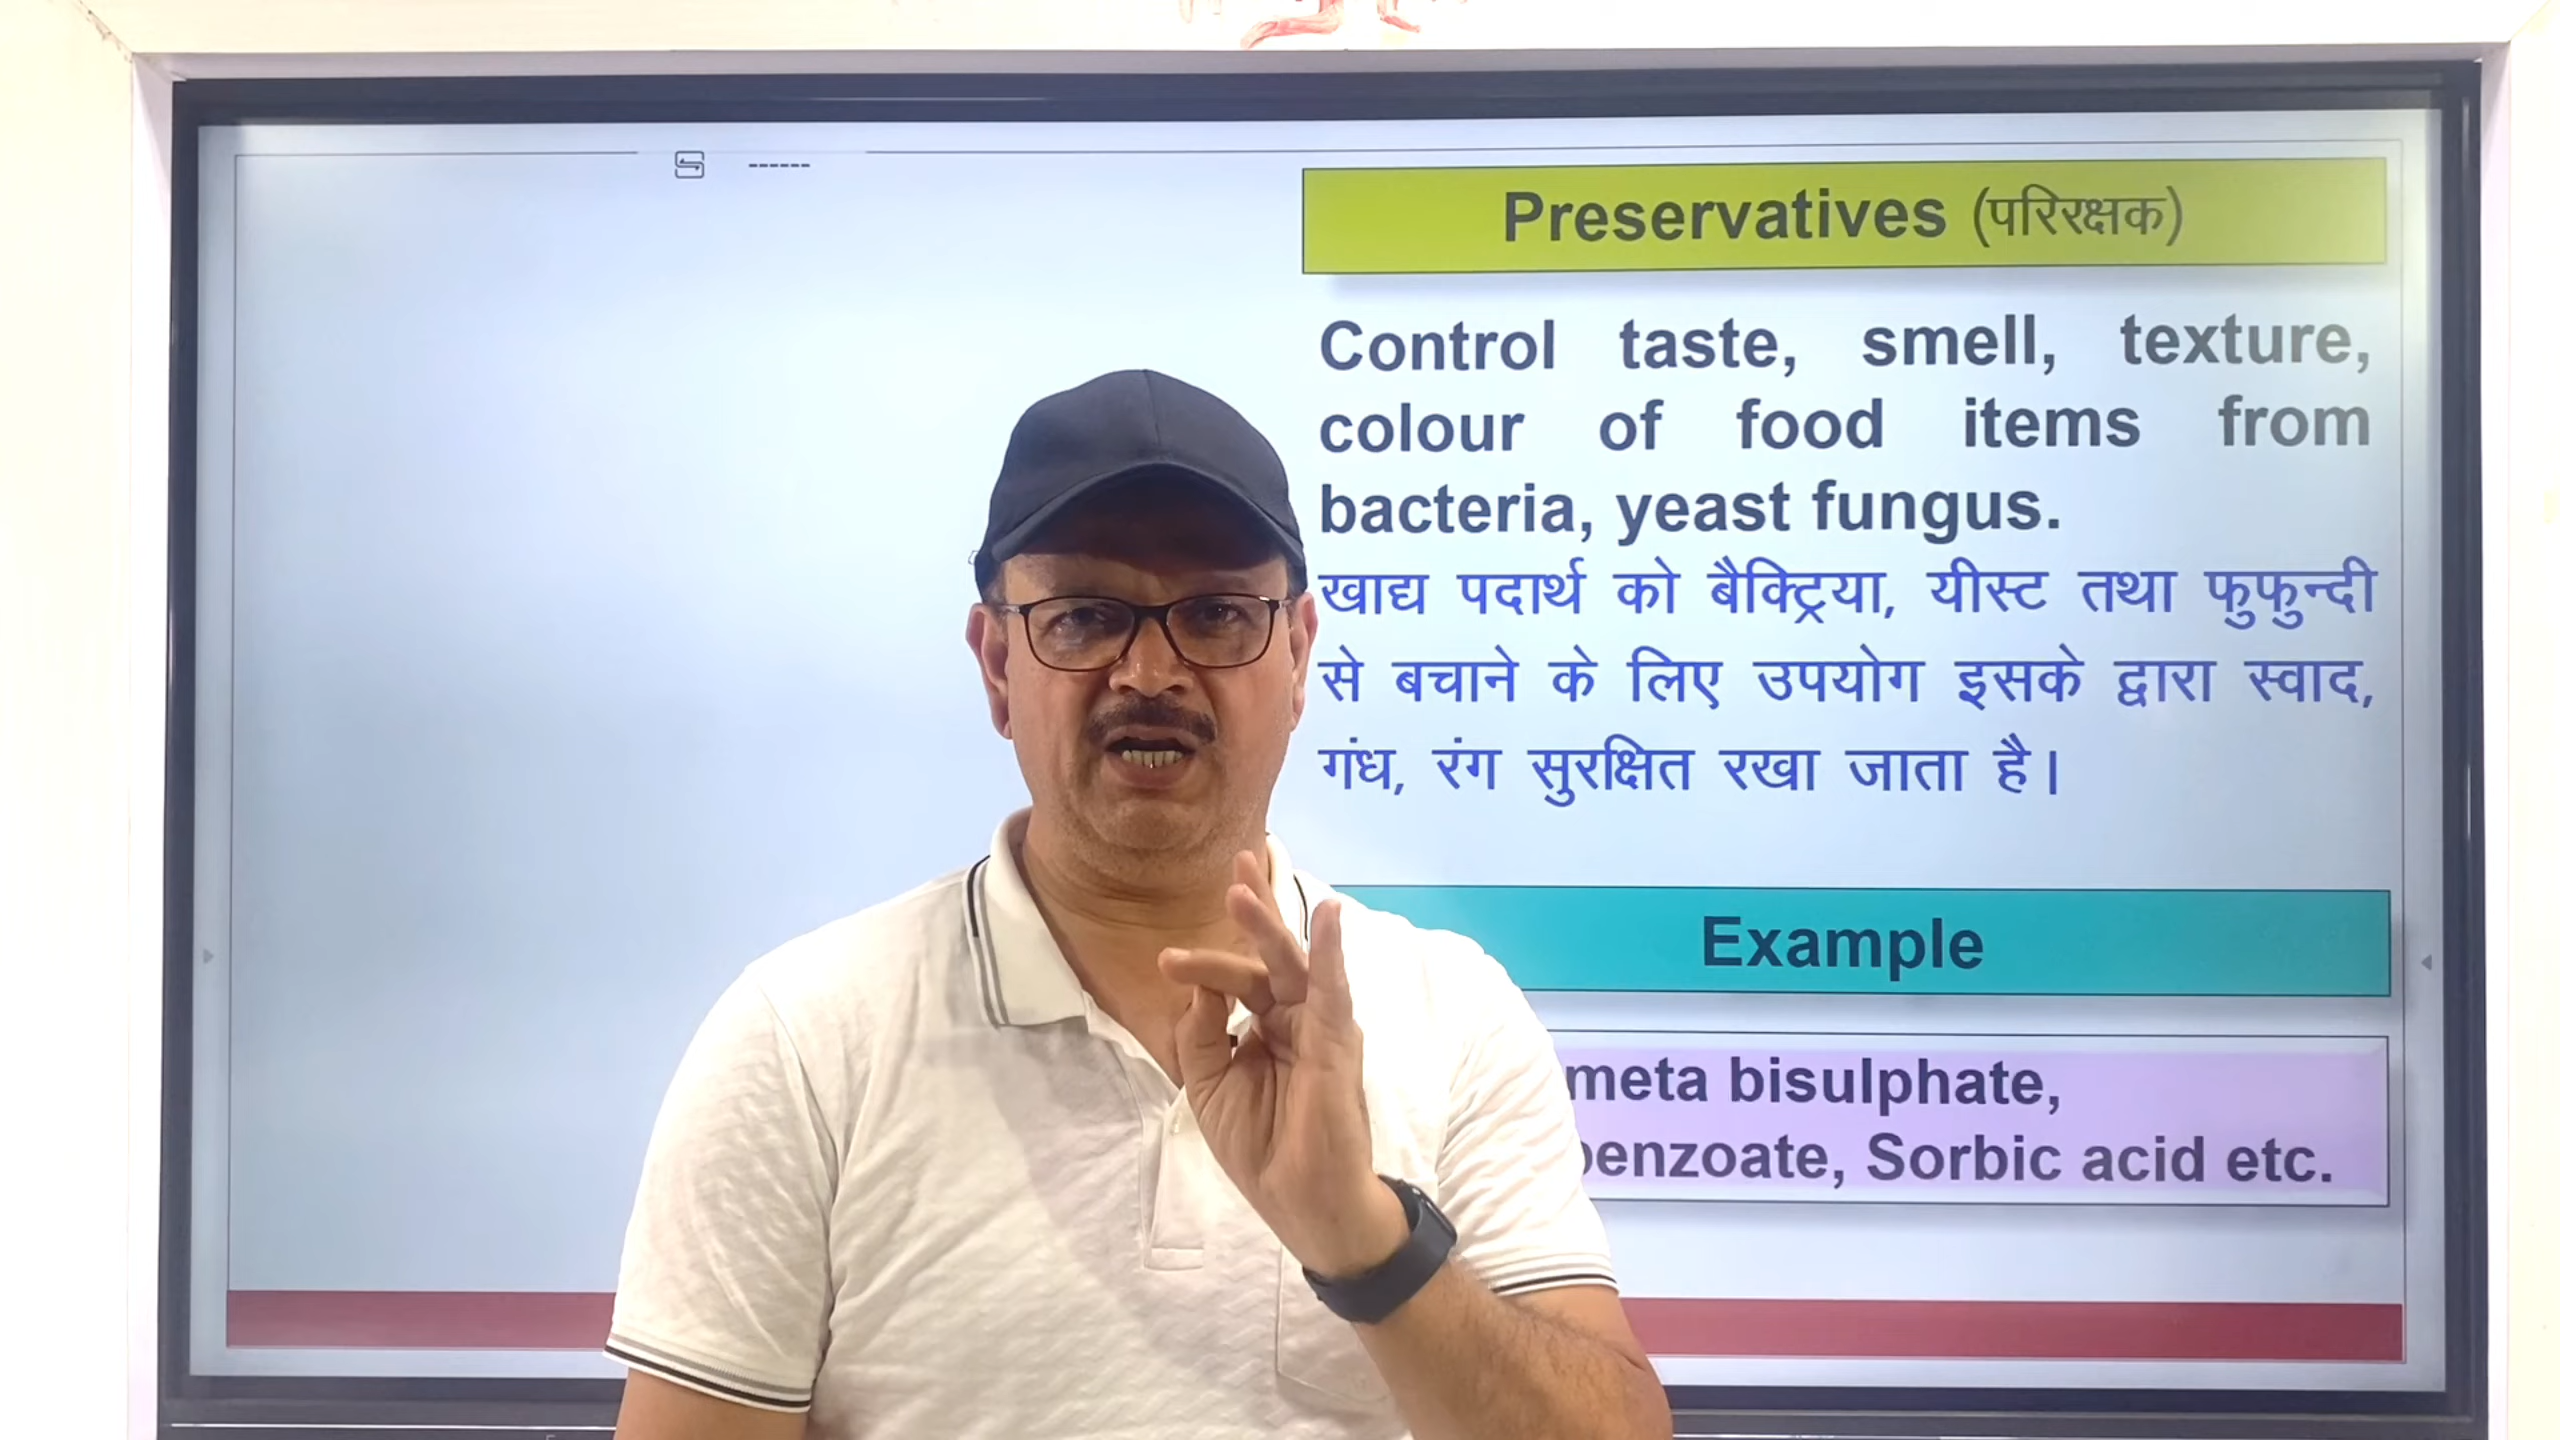 Preservatives (परिरक्षक)
Control taste, smell, texture,
colour of food items from
bacteria, yeast fungus.
खाद्य पदार्थ को बैक्ट्रिया, यीस्ट तथा फुफुन्दी
से बचाने के लिए उपयोग इसके द्वारा स्वाद,
गंध, रंग सुरक्षित रखा जाता है।
Example
meta bisulphate,
Sorbic acid etc.